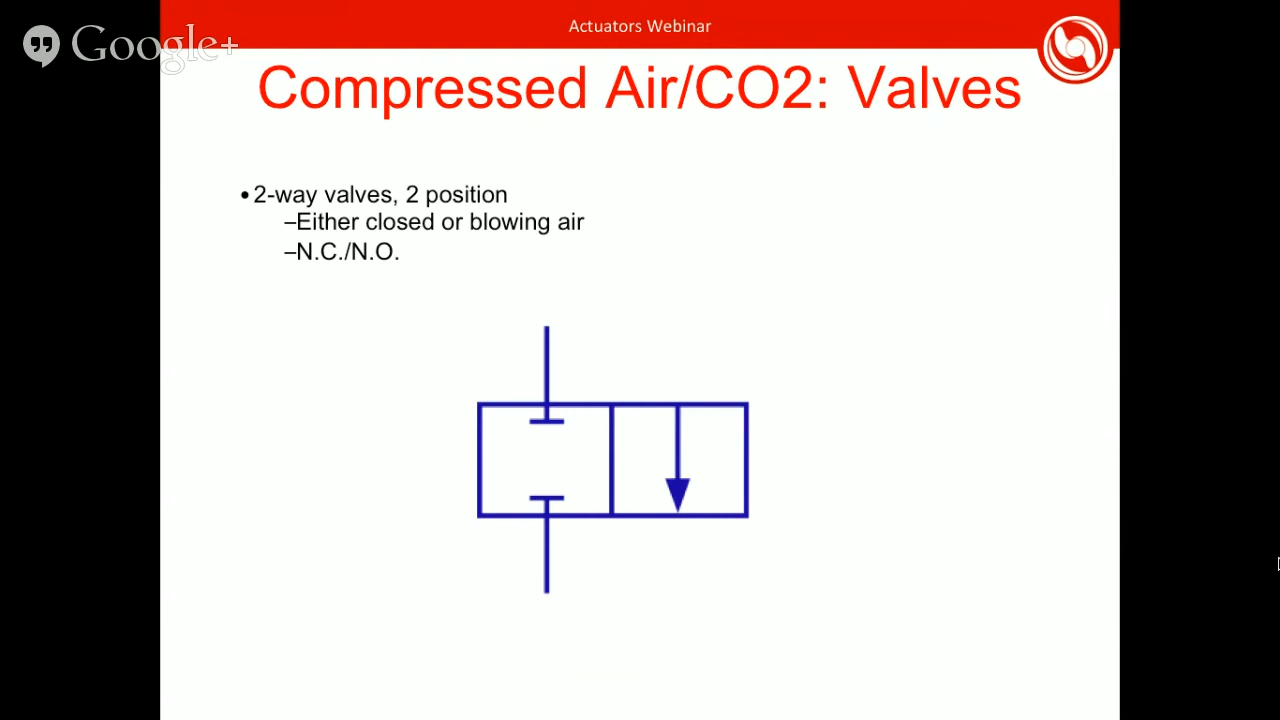 Actuators Webinar
Google+
Compressed Air/CO2: Valves
•2-way valves, 2 position
–Either closed or blowing air
–N.C./N.O.